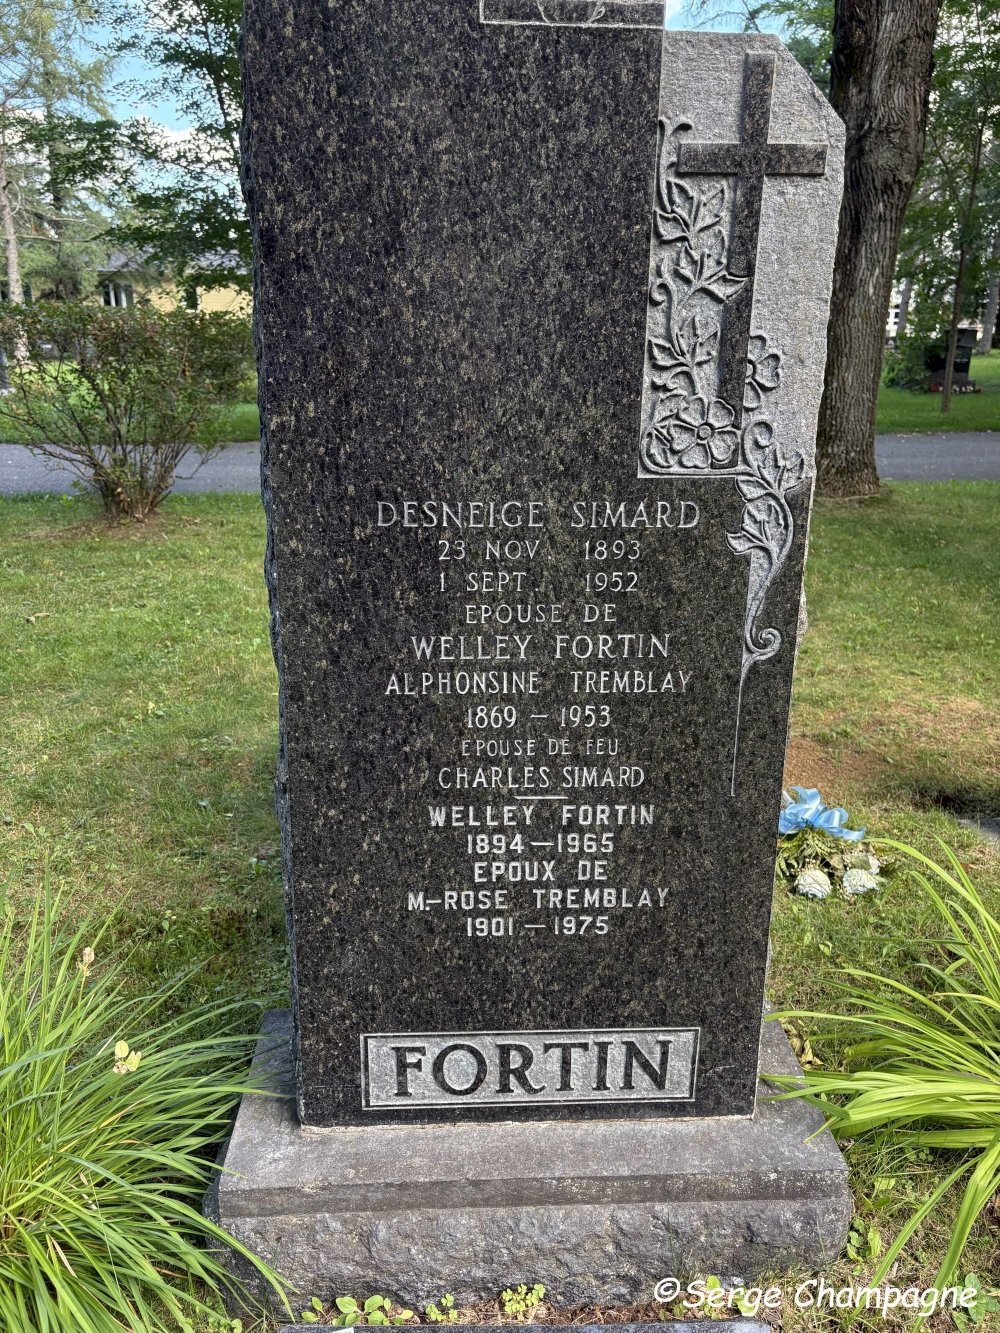 DESNEIGE SIMARD
23 NOV. 1893
1 SEPT. 1952
EPOUSE DE
WELLEY FORTIN
ALPHONSINE TREMBLAY
1869 – 1953
EPOUSE DE FEU
CHARLES SIMARD
WELLEY FORTIN
1894 – 1965
EPOUX DE
M.-ROSE TREMBLAY
1901 – 1975
FORTIN
©Serge Champagne